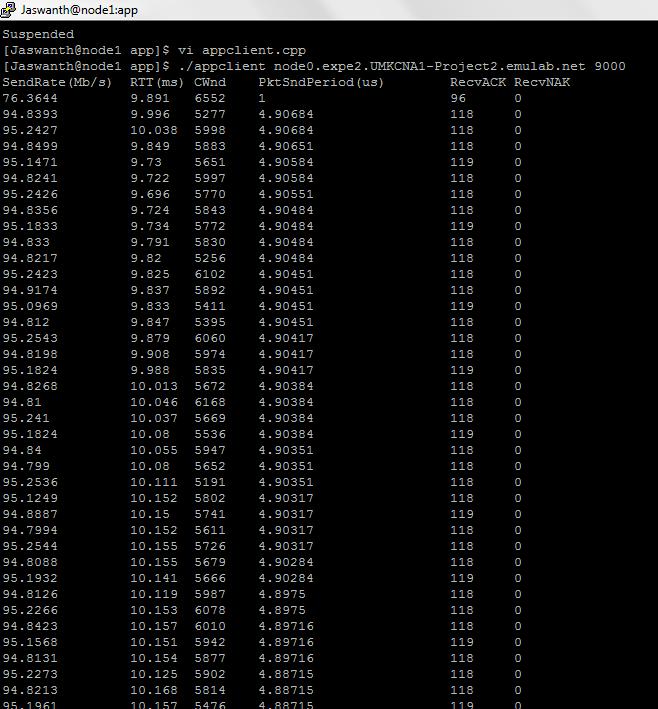 Jaswanth@node1:app
Suspended
[Jaswanth@node1 app]$ vi appclient.cpp
[Jaswanth@node1 app]$ ./appclient node0.expe2.UMKCNA1-Project2.emulab.net 9000
SendRate(Mb/s) RTT(ms) CWnd PktSndPeriod(us) RecvACK RecvNAK
76.3644 9.891 6552 1 96 0
94.8393 9.996 5277 4.90684 118 0
95.2427 10.038 5998 4.90684 118 0
94.8499 9.849 5883 4.90651 118 0
95.1471 9.73 5651 4.90584 119 0
94.8241 9.722 5997 4.90584 118 0
95.2426 9.696 5770 4.90551 118 0
94.8356 9.724 5843 4.90484 118 0
95.1833 9.734 5772 4.90484 119 0
94.833 9.791 5830 4.90484 118 0
94.8217 9.82 5256 4.90484 118 0
95.2423 9.825 6102 4.90451 118 0
94.9174 9.837 5892 4.90451 118 0
95.0969 9.833 5411 4.90451 119 0
94.812 9.847 5395 4.90451 118 0
95.2543 9.879 6060 4.90417 118 0
94.8198 9.908 5974 4.90417 118 0
95.1824 9.988 5835 4.90417 119 0
94.8268 10.013 5672 4.90384 118 0
94.81 10.046 6168 4.90384 118 0
95.241 10.037 5669 4.90384 118 0
95.1824 10.08 5536 4.90384 119 0
94.84 10.055 5947 4.90351 118 0
94.799 10.08 5652 4.90351 118 0
95.2536 10.111 5191 4.90351 118 0
95.1249 10.152 5802 4.90317 118 0
94.8887 10.15 5741 4.90317 119 0
94.7994 10.152 5611 4.90317 118 0
95.2544 10.155 5726 4.90317 118 0
94.8088 10.155 5679 4.90284 118 0
95.1932 10.141 5666 4.90284 119 0
94.8126 10.119 5987 4.8975 118 0
95.2266 10.153 6078 4.8975 118 0
94.8423 10.157 6010 4.89716 118 0
95.1568 10.151 5942 4.89716 119 0
94.8131 10.154 5877 4.89716 118 0
95.2273 10.125 5902 4.88715 118 0
94.8213 10.168 5814 4.88715 118 0
95.1961 10.157 5476 4.88715 119 0